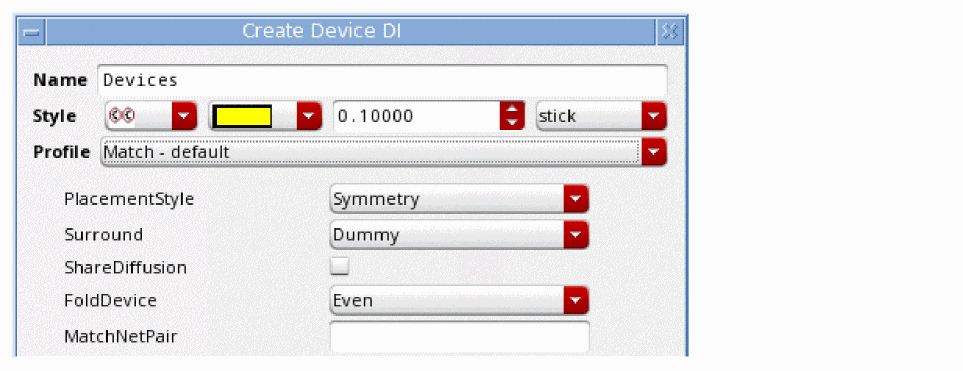 Create Device DI
Name Devices
Style 0.10000 stick
Profile Match - default
PlacementStyle Symmetry
Surround Dummy
ShareDiffusion
FoldDevice Even
MatchNetPair